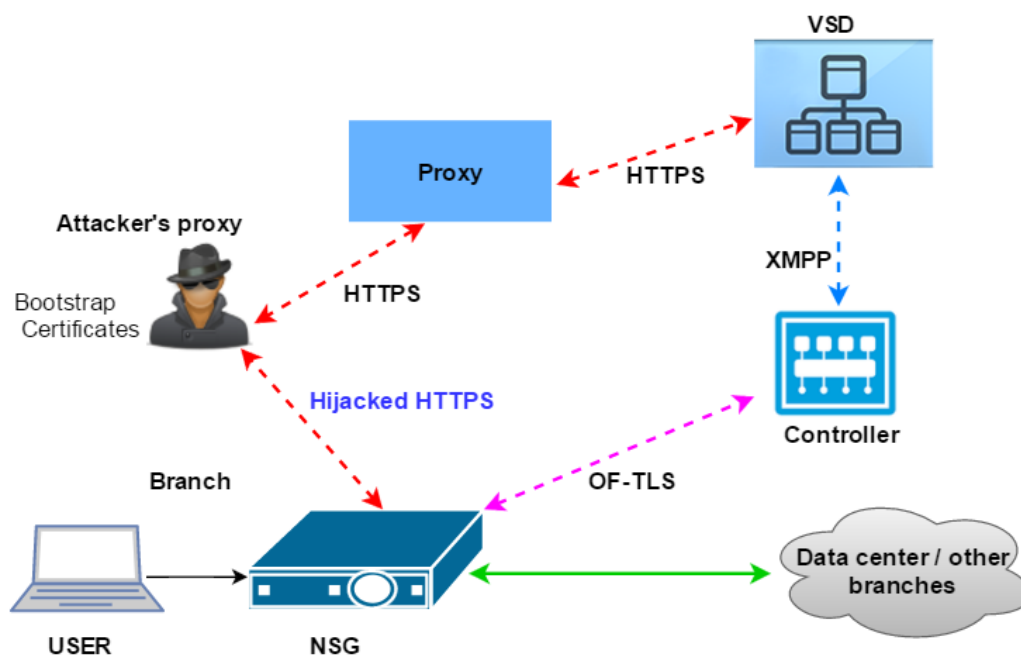 VSD
Proxy
HTTPS
Attacker's proxy
XMPP
HTTPS
Bootstrap
Certificates
Hijacked HTTPS
Controller
Branch
OF-TLS
Data center / other
branches
USER
NSG